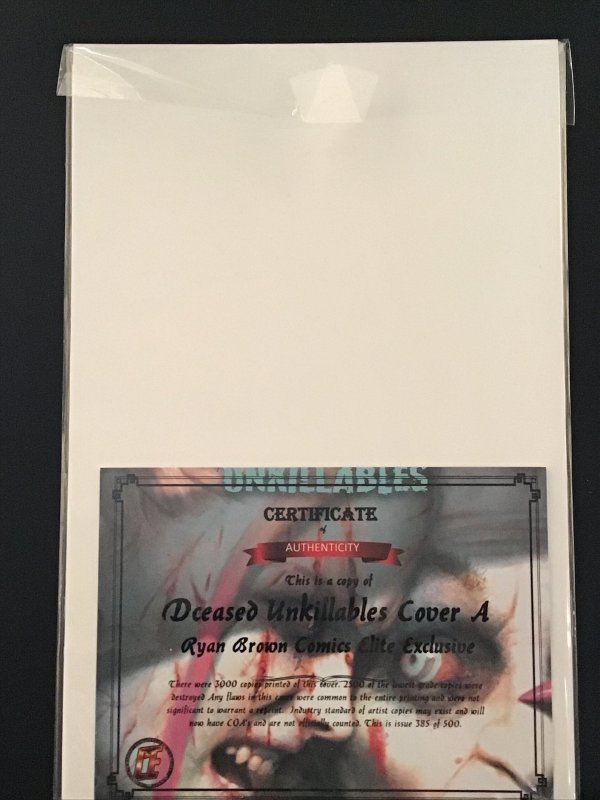 UNKILLABLES
CERTIFICATE
of
AUTHENTICITY
This is a copy of
Dceased Unkillables Cover A
Ryan Brown Comics Elite Exclusive
There were 3000 copies printed of this cover. 2500 of the lowest grade copies were
destroyed Any flaws in this cover were common to the entire printing and were not
significant to warrant a reprint. Industry standard of artist copies may exist and will
now have COA's and are not officially counted. This is issue 385 of 500.
CE